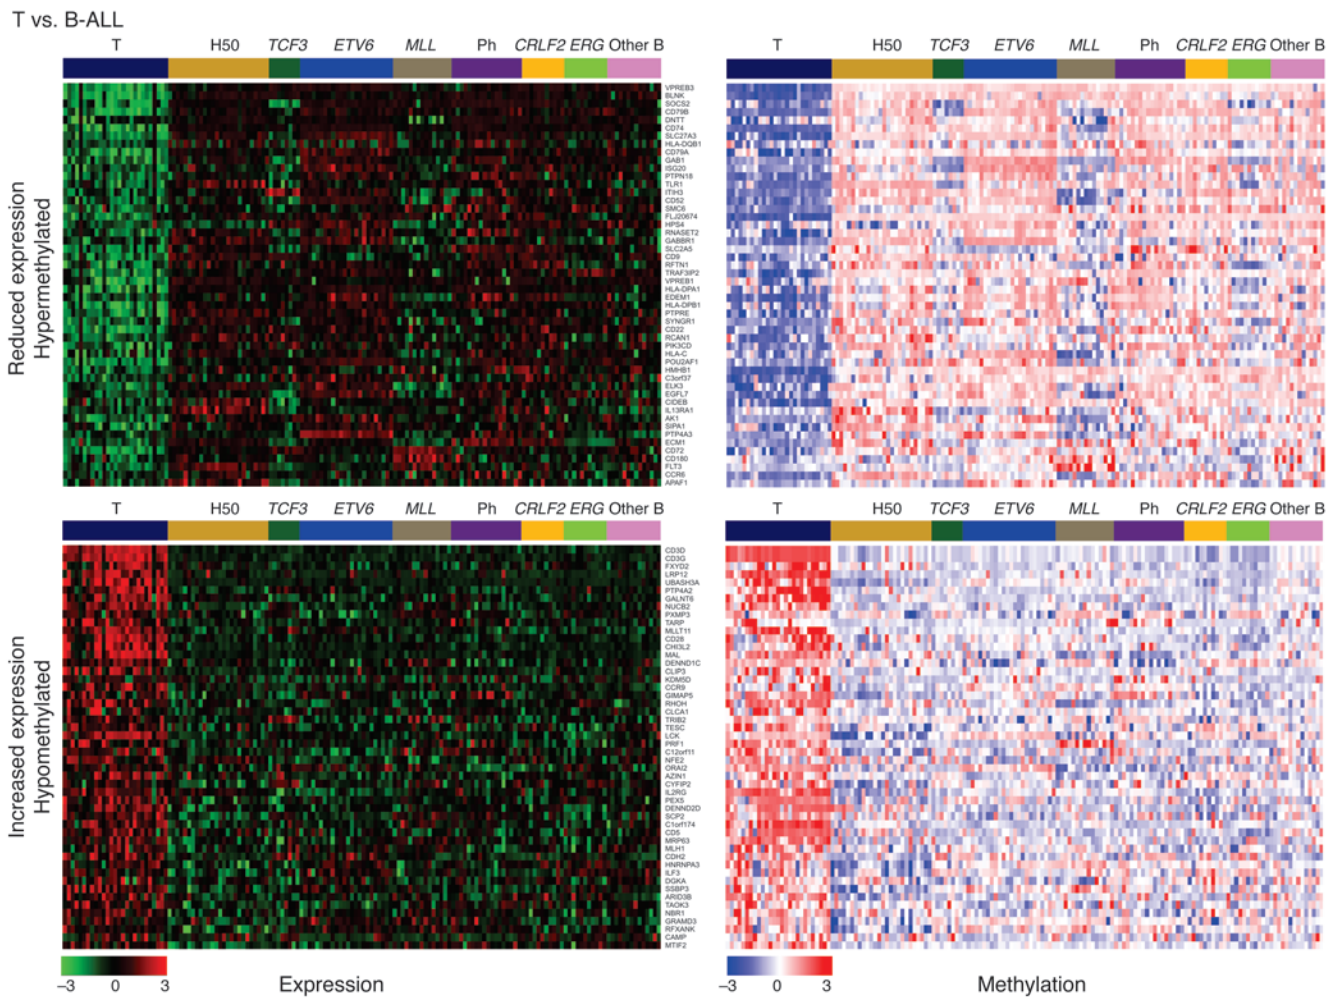 T vs. B-ALL
T H50 TCF3 ETV6 MLL Ph CRLF2 ERG Other B
T H50 TCF3 ETV6 MLL Ph CRLF2 ERG Other B
Reduced expression
Hypermethylated
VPREB3
BLNK
SOCS2
CD79B
DNTT
CD74
SLC27A3
HLA-DQB1
CD79A
GAB1
ISG20
PTPN18
TLR1
ITIH3
CD52
SMC6
FLJ20674
HPS4
RNASET2
GABBR1
SLC2A5
CD9
RFTN1
TRAF3IP2
VPREB1
HLA-DPA1
EDEM1
HLA-DPB1
PTPRE
SYNGR1
CD22
RCAN1
PIK3CD
HLA-C
POU2AF1
HMHB1
C3orf37
ELK3
EGFL7
CIDEB
IL13RA1
AK1
SIPA1
PTP4A3
ECM1
CD72
CD180
FLT3
CCR6
APAF1
T H50 TCF3 ETV6 MLL Ph CRLF2 ERG Other B
T H50 TCF3 ETV6 MLL Ph CRLF2 ERG Other B
Increased expression
Hypomethylated
CD3D
CD3G
FXYD2
LRP12
UBASH3A
PTP4A2
GALNT6
NUCB2
PXMP3
TARP
MLLT11
CD28
CHI3L2
MAL
DENND1C
CLIP3
KDM5D
CCR9
GIMAP5
RHOH
CLCA1
TRIB2
TESC
LCK
PRF1
C12orf11
NFE2
ORAI2
AZIN1
CYFIP2
IL2RG
PEX5
DENND2D
SCP2
C1orf174
CD5
MRP63
MLH1
CDH2
HNRNPA3
ILF3
DGKA
SSBP3
ARID3B
TAOK3
NBR1
GRAMD3
RFXANK
CAMP
MTIF2
−3 0 3
Expression
−3 0 3
Methylation